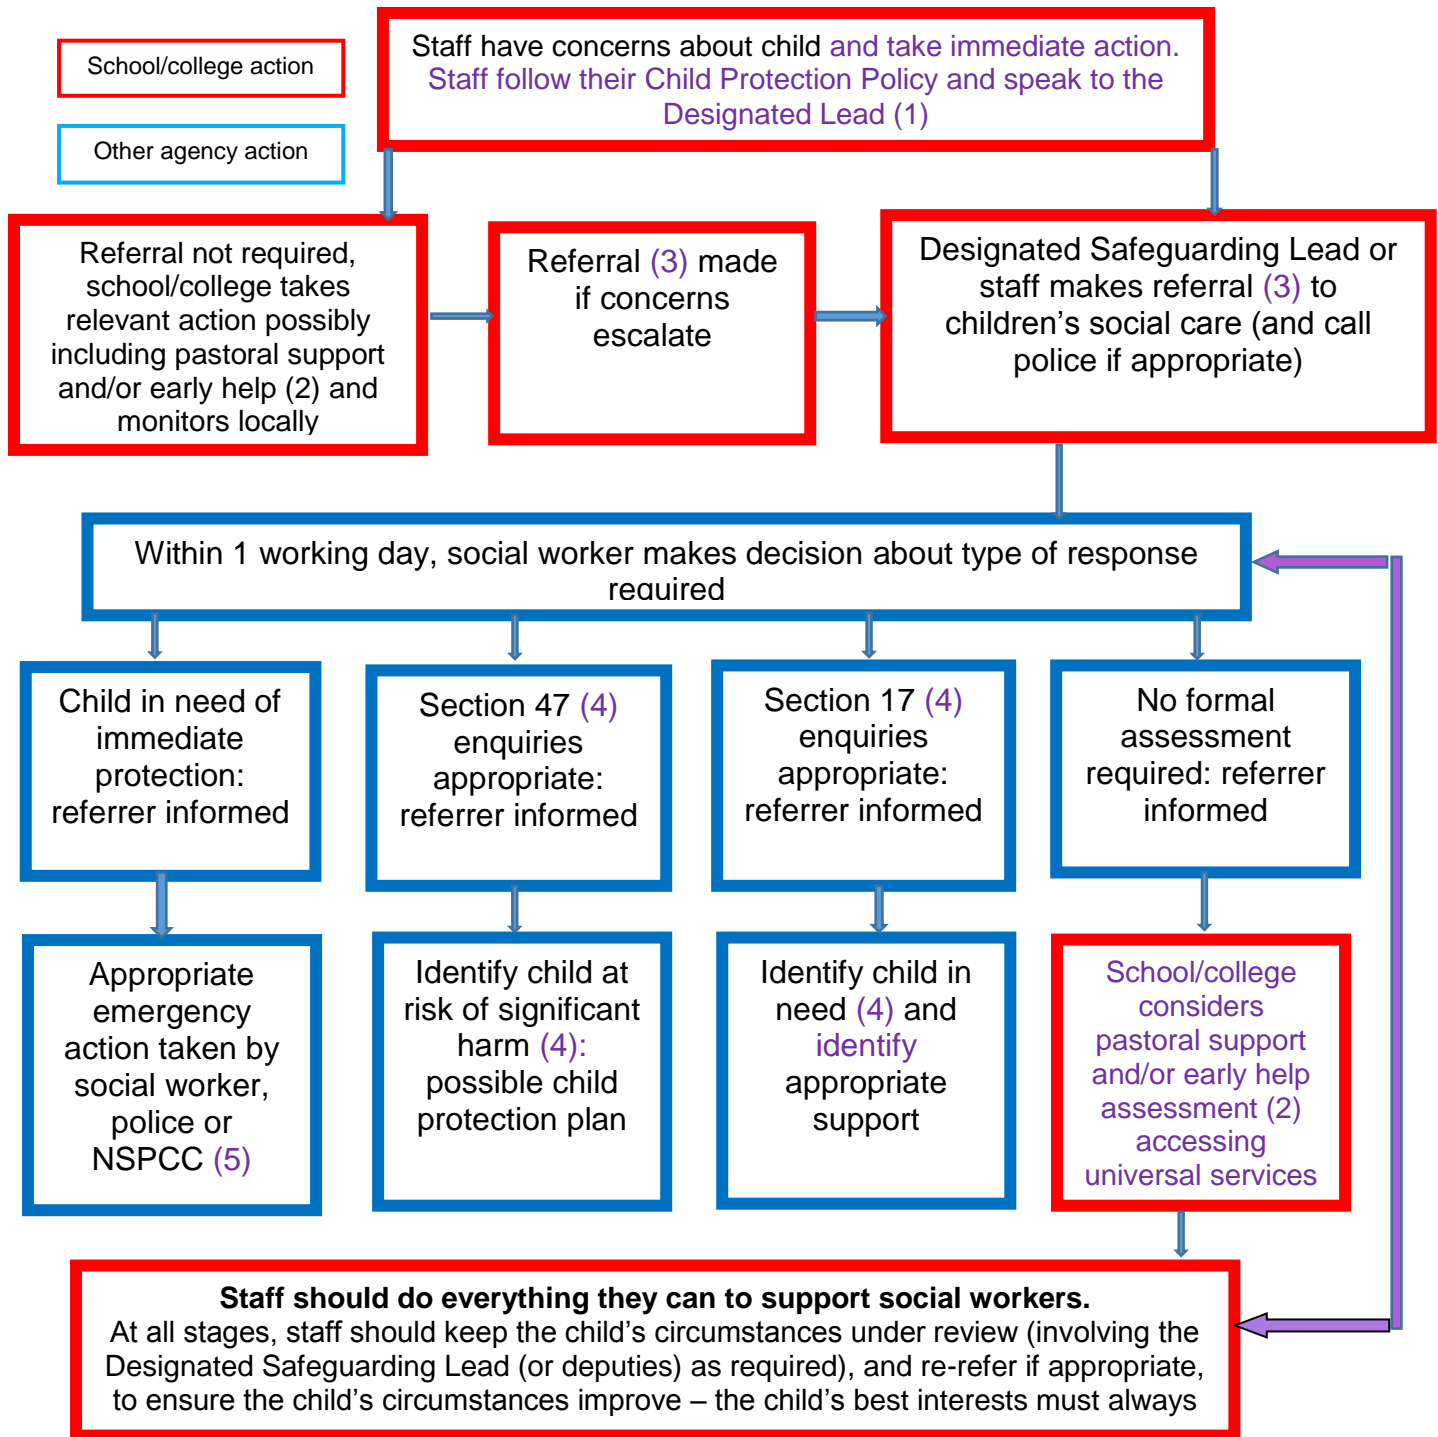 School/college action
Other agency action
Staff have concerns about child and take immediate action.
Staff follow their Child Protection Policy and speak to the
Designated Lead (1)
Referral not required,
school/college takes
relevant action possibly
including pastoral support
and/or early help (2) and
monitors locally
Referral (3) made
if concerns
escalate
Designated Safeguarding Lead or
staff makes referral (3) to
children’s social care (and call
police if appropriate)
Within 1 working day, social worker makes decision about type of response
required
Child in need of
immediate
protection:
referrer informed
Section 47 (4)
enquiries
appropriate:
referrer informed
Section 17 (4)
enquiries
appropriate:
referrer informed
No formal
assessment
required: referrer
informed
Appropriate
emergency
action taken by
social worker,
police or
NSPCC (5)
Identify child at
risk of significant
harm (4):
possible child
protection plan
Identify child in
need (4) and
identify
appropriate
support
School/college
considers
pastoral support
and/or early help
assessment (2)
accessing
universal services
Staff should do everything they can to support social workers.
At all stages, staff should keep the child’s circumstances under review (involving the
Designated Safeguarding Lead (or deputies) as required), and re-refer if appropriate,
to ensure the child’s circumstances improve – the child’s best interests must always